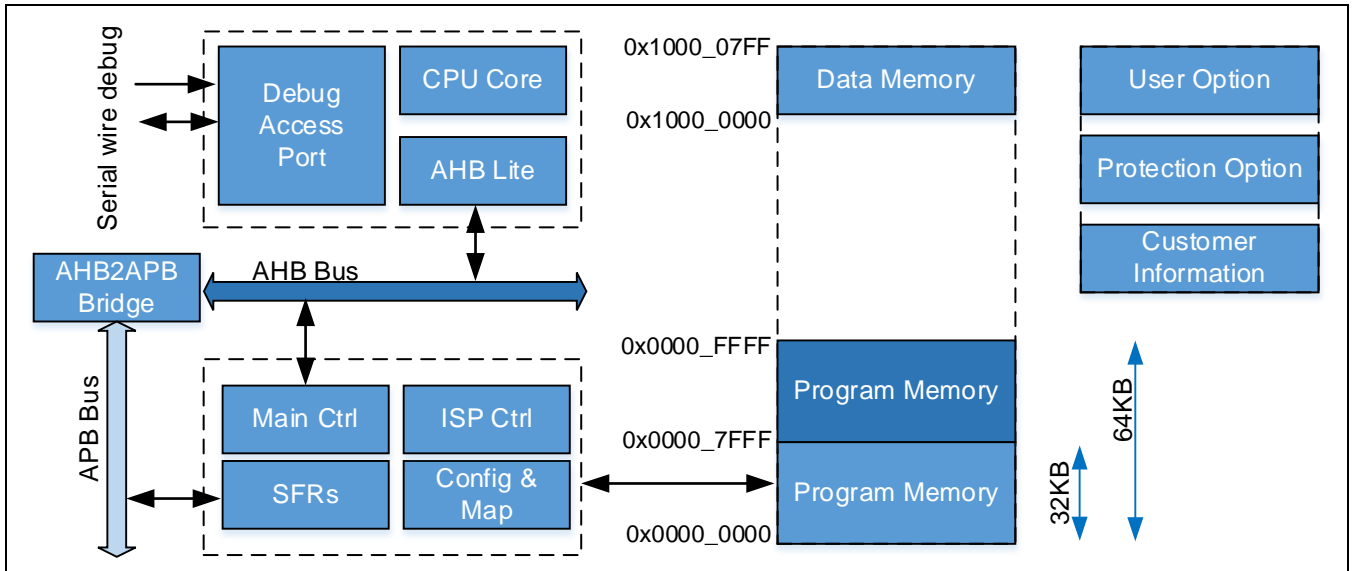 Serial wire debug
Debug
Access
Port
CPU Core
AHB Lite
AHB2APB
Bridge
AHB Bus
APB Bus
Main Ctrl
ISP Ctrl
SFRs
Config &
Map
0x1000_07FF
Data Memory
0x1000_0000
0x0000_FFFF
Program Memory
0x0000_7FFF
Program Memory
0x0000_0000
32KB
64KB
User Option
Protection Option
Customer
Information